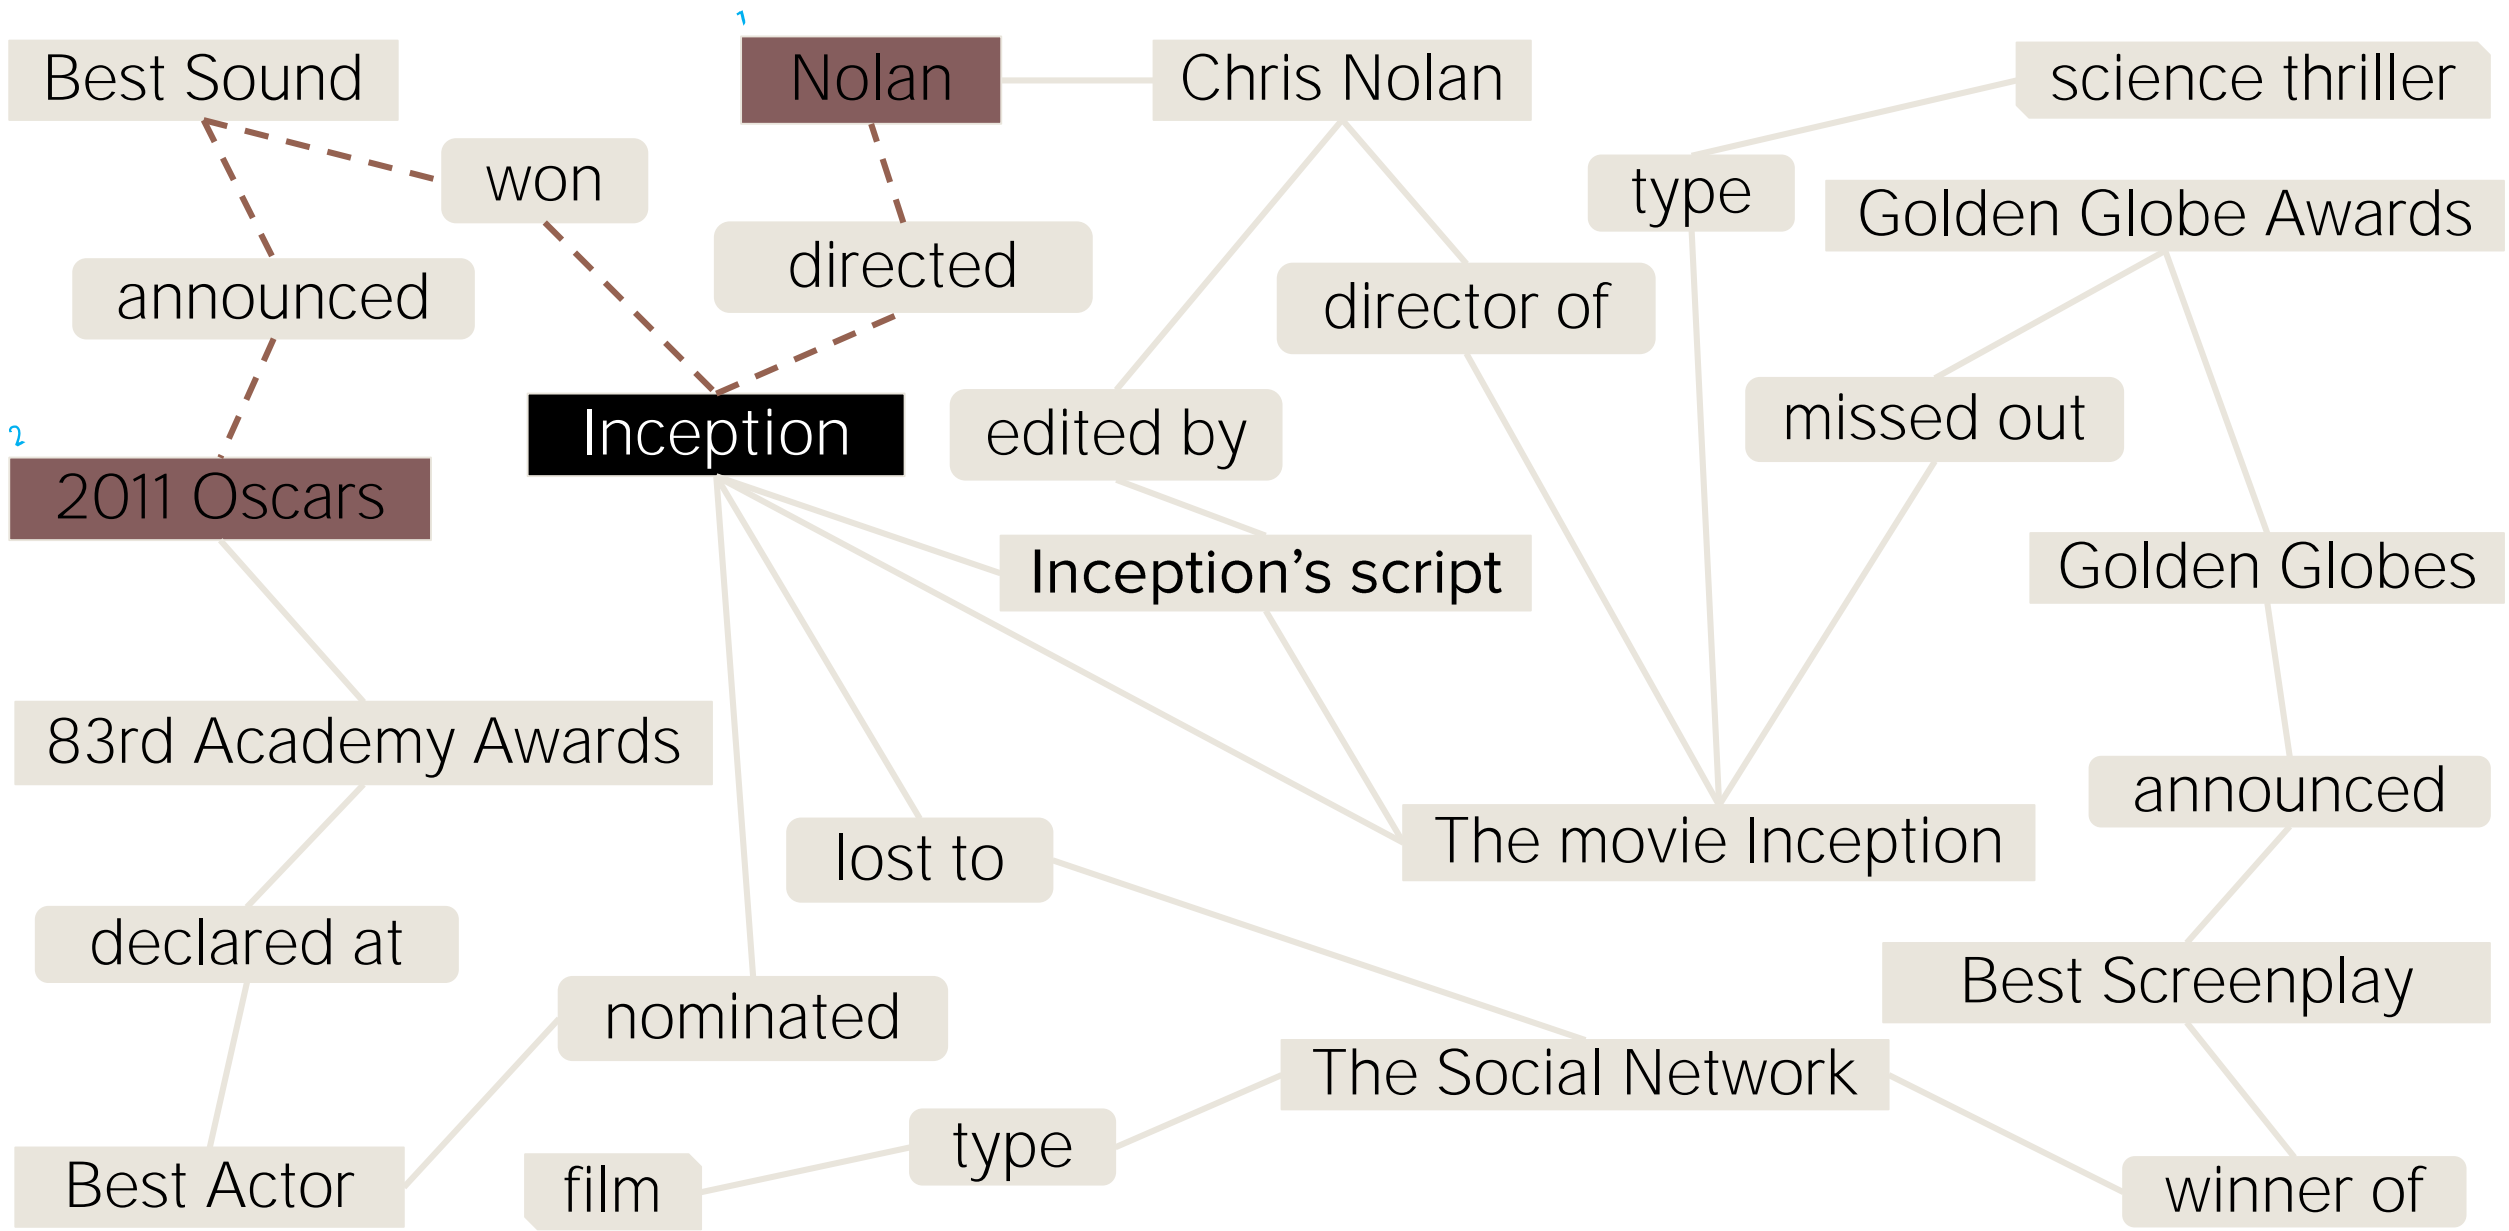 1
Best Sound
Nolan
Chris Nolan
science thriller
won
type
Golden Globe Awards
announced
directed
director of
2
Inception
edited by
missed out
2011 Oscars
Inception's script
Golden Globes
83rd Academy Awards
announced
lost to
The movie Inception
declared at
nominated
Best Screenplay
The Social Network
type
Best Actor
film
winner of